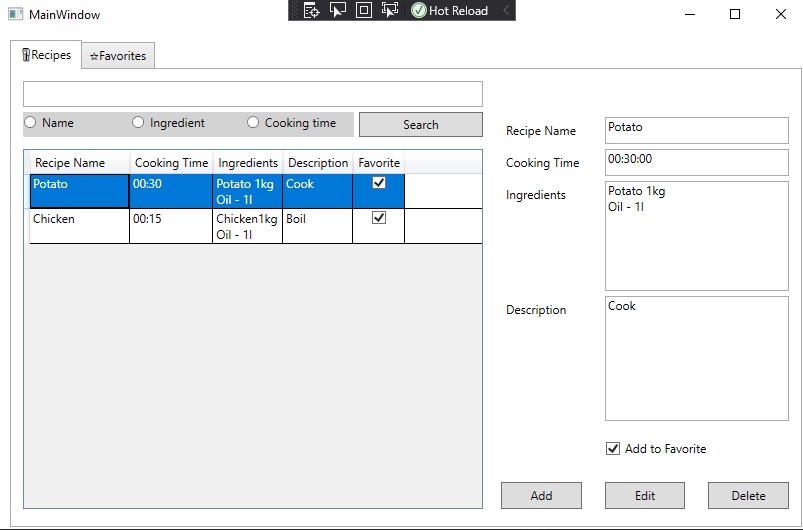 MainWindow
Hot Reload
Recipes
☆Favorites
Name
Ingredient
Cooking time
Search
Recipe Name
Cooking Time
Ingredients
Description
Favorite
Potato
00:30
Potato 1kg
Oil - 1l
Cook
Chicken
00:15
Chicken1kg
Oil - 1l
Boil
Recipe Name
Potato
Cooking Time
00:30:00
Ingredients
Potato 1kg
Oil - 1l
Description
Cook
Add to Favorite
Add
Edit
Delete